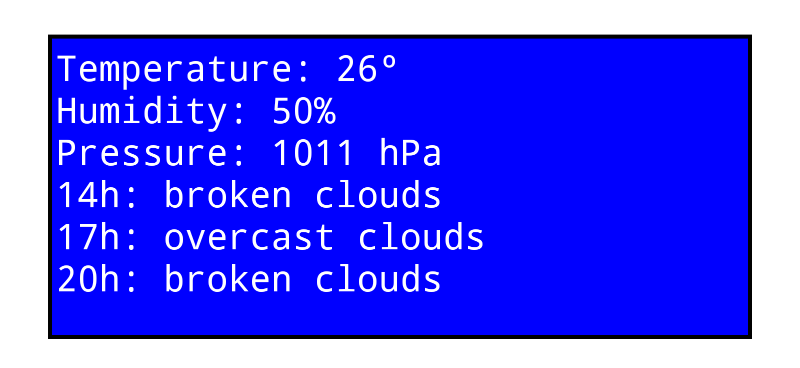 Temperature: 26º
Humidity: 50%
Pressure: 1011 hPa
14h: broken clouds
17h: overcast clouds
20h: broken clouds